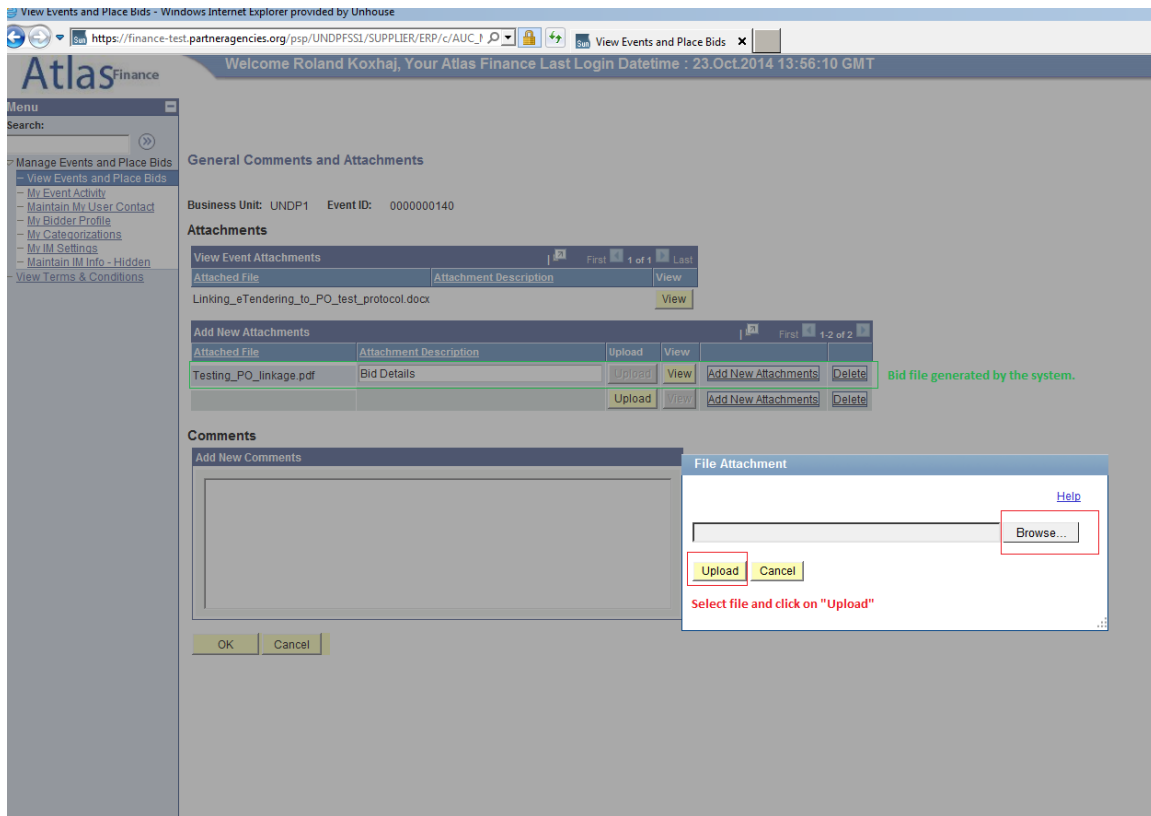 View Events and Place Bids - Windows Internet Explorer provided by Unhouse
https://finance-test.partneragencies.org/psp/UNDPFSS1/SUPPLIER/ERP/c/AUC_
View Events and Place Bids
Atlas Finance
Welcome Roland Koxhaj, Your Atlas Finance Last Login Datetime : 23.Oct.2014 13:56:10 GMT
Menu
Search:
Manage Events and Place Bids
– View Events and Place Bids
– My Event Activity
– Maintain My User Contact
– My Bidder Profile
– My Categorizations
– My IM Settings
– Maintain IM Info - Hidden
– View Terms & Conditions
General Comments and Attachments
Business Unit: UNDP1 Event ID: 0000000140
Attachments
View Event Attachments First 1 of 1 Last
Attached File Attachment Description View
Linking_eTendering_to_PO_test_protocol.docx View
Add New Attachments First 1-2 of 2
Attached File Attachment Description Upload View
Testing_PO_linkage.pdf Bid Details Upload View Add New Attachments Delete Bid file generated by the system.
Upload View Add New Attachments Delete
Comments
Add New Comments
File Attachment
Help
Browse...
Upload Cancel
Select file and click on "Upload"
OK Cancel